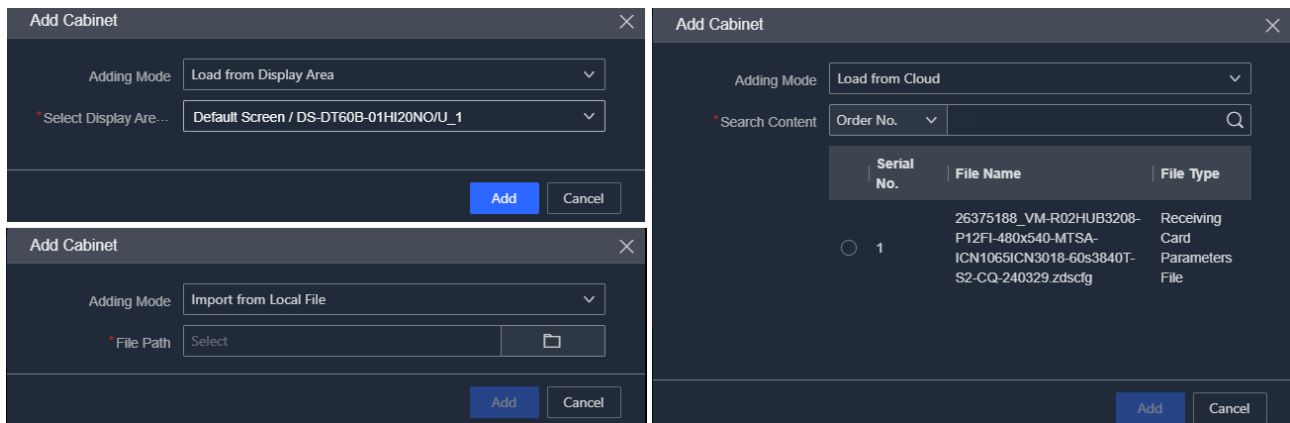 Add Cabinet
Adding Mode Load from Display Area
*Select Display Are··· Default Screen / DS-DT60B-01HI20NO/U_1
Add Cancel
Add Cabinet
Adding Mode Import from Local File
*File Path Select
Add Cancel
Add Cabinet
Adding Mode Load from Cloud
*Search Content Order No.
Serial
No.
File Name
File Type
1
26375188_VM-R02HUB3208-
P12FI-480x540-MTSA-
ICN1065ICN3018-60s3840T-
S2-CQ-240329.zdscfg
Receiving
Card
Parameters
File
Add Cancel